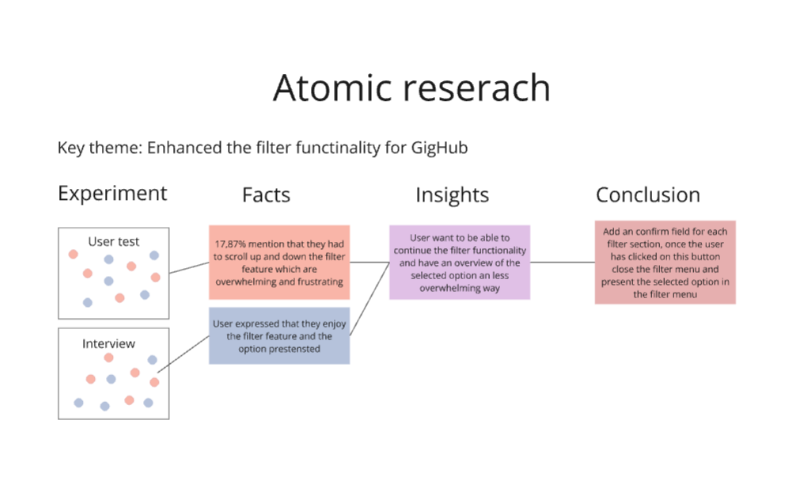 Atomic reserach
Key theme: Enhanced the filter functinality for GigHub
Experiment
Facts
Insights
Conclusion
User test
17,87% mention that they had
to scroll up and down the filter
feature which are
overwhelming and frustrating
User want to be able to
continue the filter functionality
and have an overview of the
selected option an less
overwhelming way
Add an confirm field for each
filter section, once the user
has clicked on this button
close the filter menu and
present the selected option in
the filter menu
Interview
User expressed that they enjoy
the filter feature and the
option prestensted